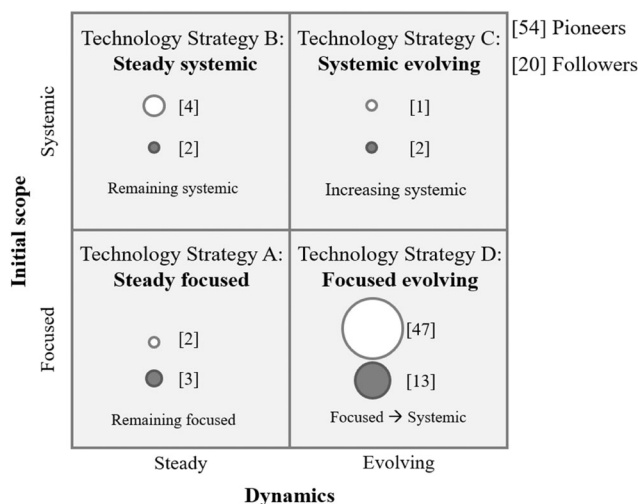 [54] Pioneers
[20] Followers
Initial scope
Systemic
Technology Strategy B:
Steady systemic
[4]
[2]
Remaining systemic
Technology Strategy C:
Systemic evolving
[1]
[2]
Increasing systemic
Focused
Technology Strategy A:
Steady focused
[2]
[3]
Remaining focused
Technology Strategy D:
Focused evolving
[47]
[13]
Focused → Systemic
Steady
Evolving
Dynamics